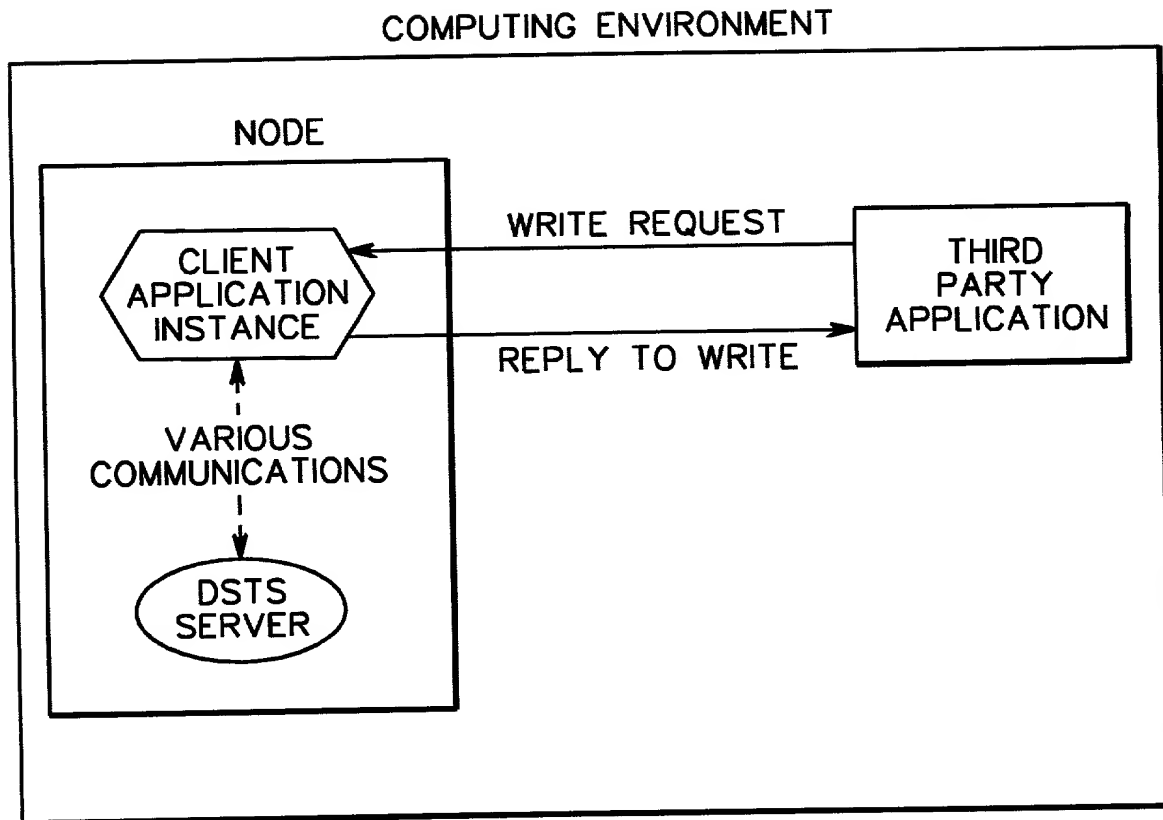 COMPUTING ENVIRONMENT
NODE
CLIENT
APPLICATION
INSTANCE
WRITE REQUEST
REPLY TO WRITE
THIRD
PARTY
APPLICATION
VARIOUS
COMMUNICATIONS
DSTS
SERVER